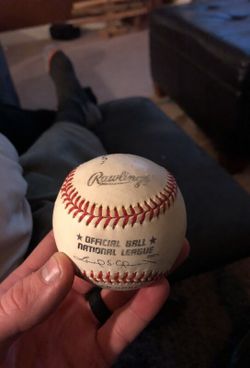 Rawlings
★ OFFICIAL BALL ★
NATIONAL LEAGUE